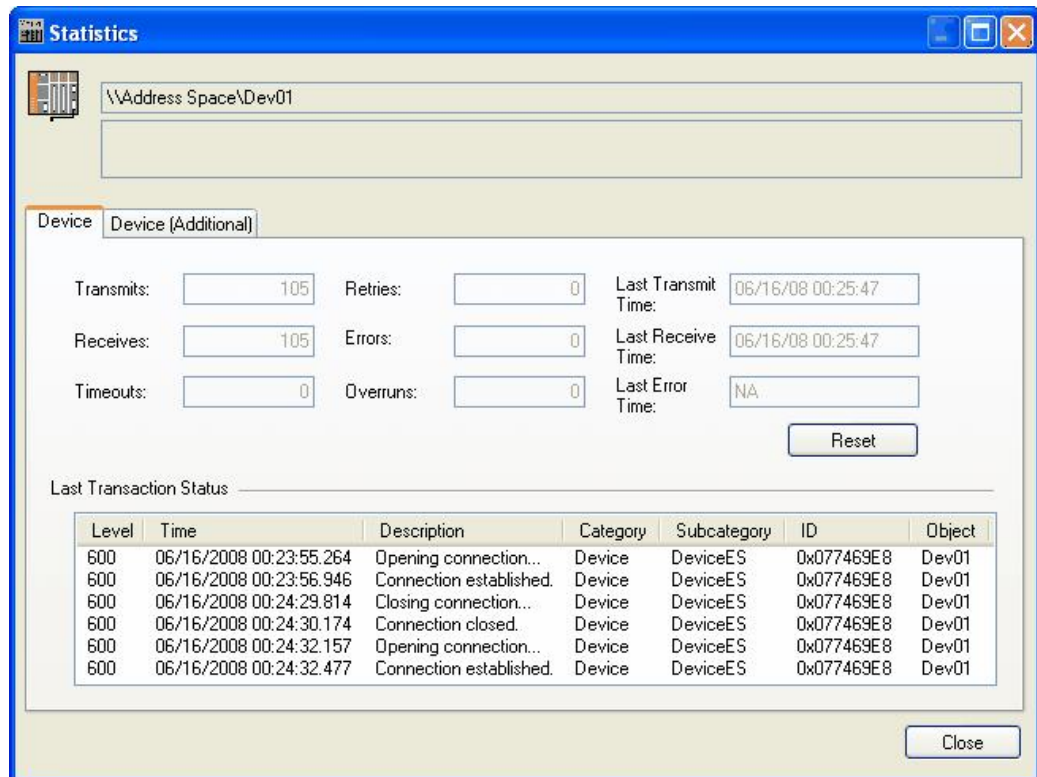 Statistics
\\Address Space\Dev01
Device Device (Additional)
Transmits: 105 Retries: 0 Last Transmit Time: 06/16/08 00:25:47
Receives: 105 Errors: 0 Last Receive Time: 06/16/08 00:25:47
Timeouts: 0 Overruns: 0 Last Error Time: NA
Reset
Last Transaction Status
Level Time Description Category Subcategory ID Object
600 06/16/2008 00:23:55.264 Opening connection... Device DeviceES 0x077469E8 Dev01
600 06/16/2008 00:23:56.946 Connection established. Device DeviceES 0x077469E8 Dev01
600 06/16/2008 00:24:29.814 Closing connection... Device DeviceES 0x077469E8 Dev01
600 06/16/2008 00:24:30.174 Connection closed. Device DeviceES 0x077469E8 Dev01
600 06/16/2008 00:24:32.157 Opening connection... Device DeviceES 0x077469E8 Dev01
600 06/16/2008 00:24:32.477 Connection established. Device DeviceES 0x077469E8 Dev01
Close